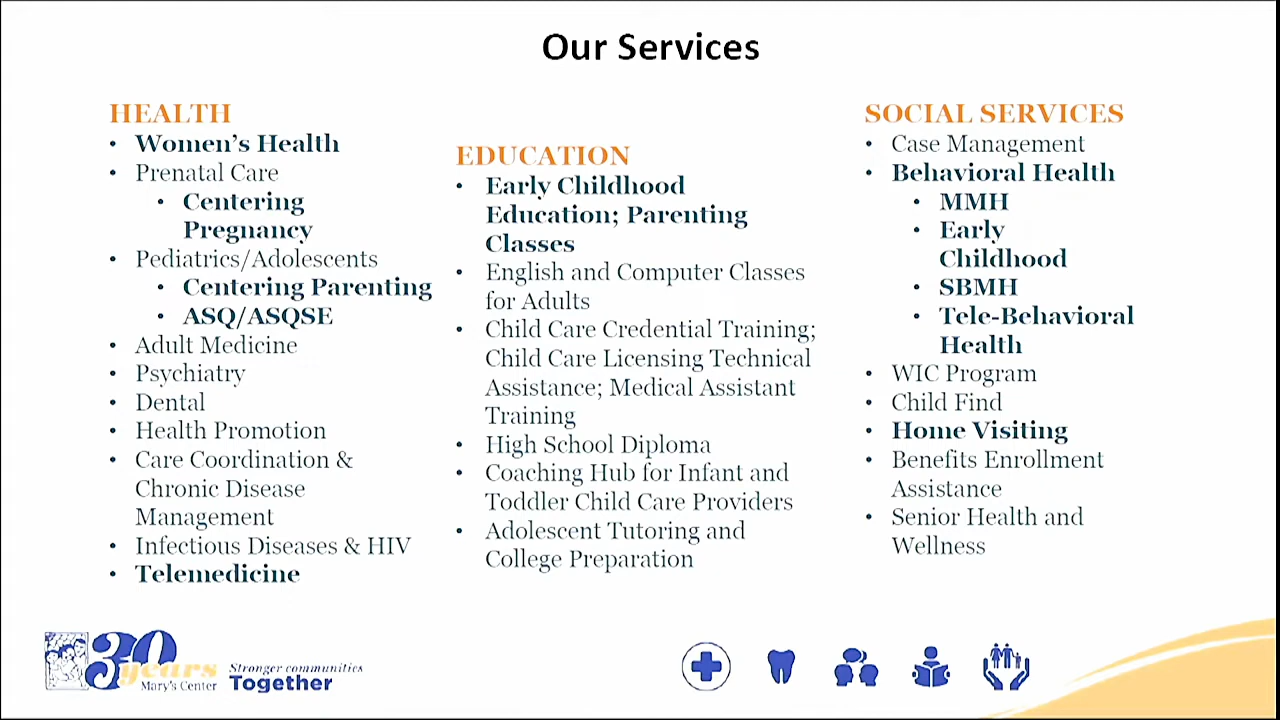 Our Services
HEALTH
• Women's Health
• Prenatal Care
• Centering
Pregnancy
• Pediatrics/Adolescents
• Centering Parenting
• ASQ/ASQSE
• Adult Medicine
• Psychiatry
• Dental
• Health Promotion
• Care Coordination &
Chronic Disease
Management
• Infectious Diseases & HIV
• Telemedicine
EDUCATION
• Early Childhood
Education; Parenting
Classes
• English and Computer Classes
for Adults
• Child Care Credential Training;
Child Care Licensing Technical
Assistance; Medical Assistant
Training
• High School Diploma
• Coaching Hub for Infant and
Toddler Child Care Providers
• Adolescent Tutoring and
College Preparation
SOCIAL SERVICES
• Case Management
• Behavioral Health
• MMH
• Early
Childhood
• SBMH
• Tele-Behavioral
Health
• WIC Program
• Child Find
• Home Visiting
• Benefits Enrollment
Assistance
• Senior Health and
Wellness
30
years
Mary's Center
Stronger communities
Together